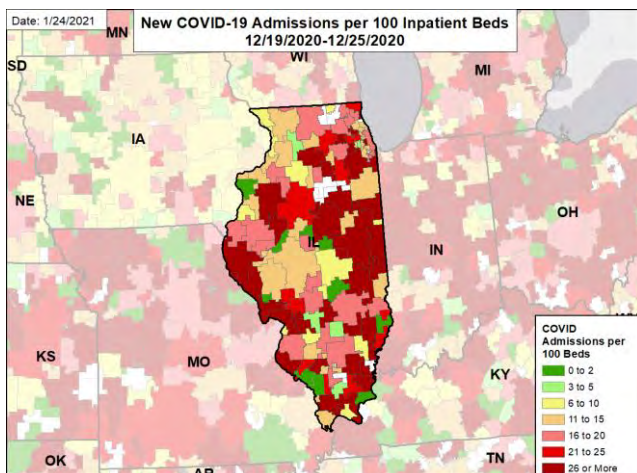 Date: 1/24/2021
New COVID-19 Admissions per 100 Inpatient Beds
12/19/2020-12/25/2020
MN
SD
WI
MI
IA
NE
OH
IL
IN
KS
MO
KY
OK
TN
AR
COVID
Admissions per
100 Beds
0 to 2
3 to 5
6 to 10
11 to 15
16 to 20
21 to 25
26 or More